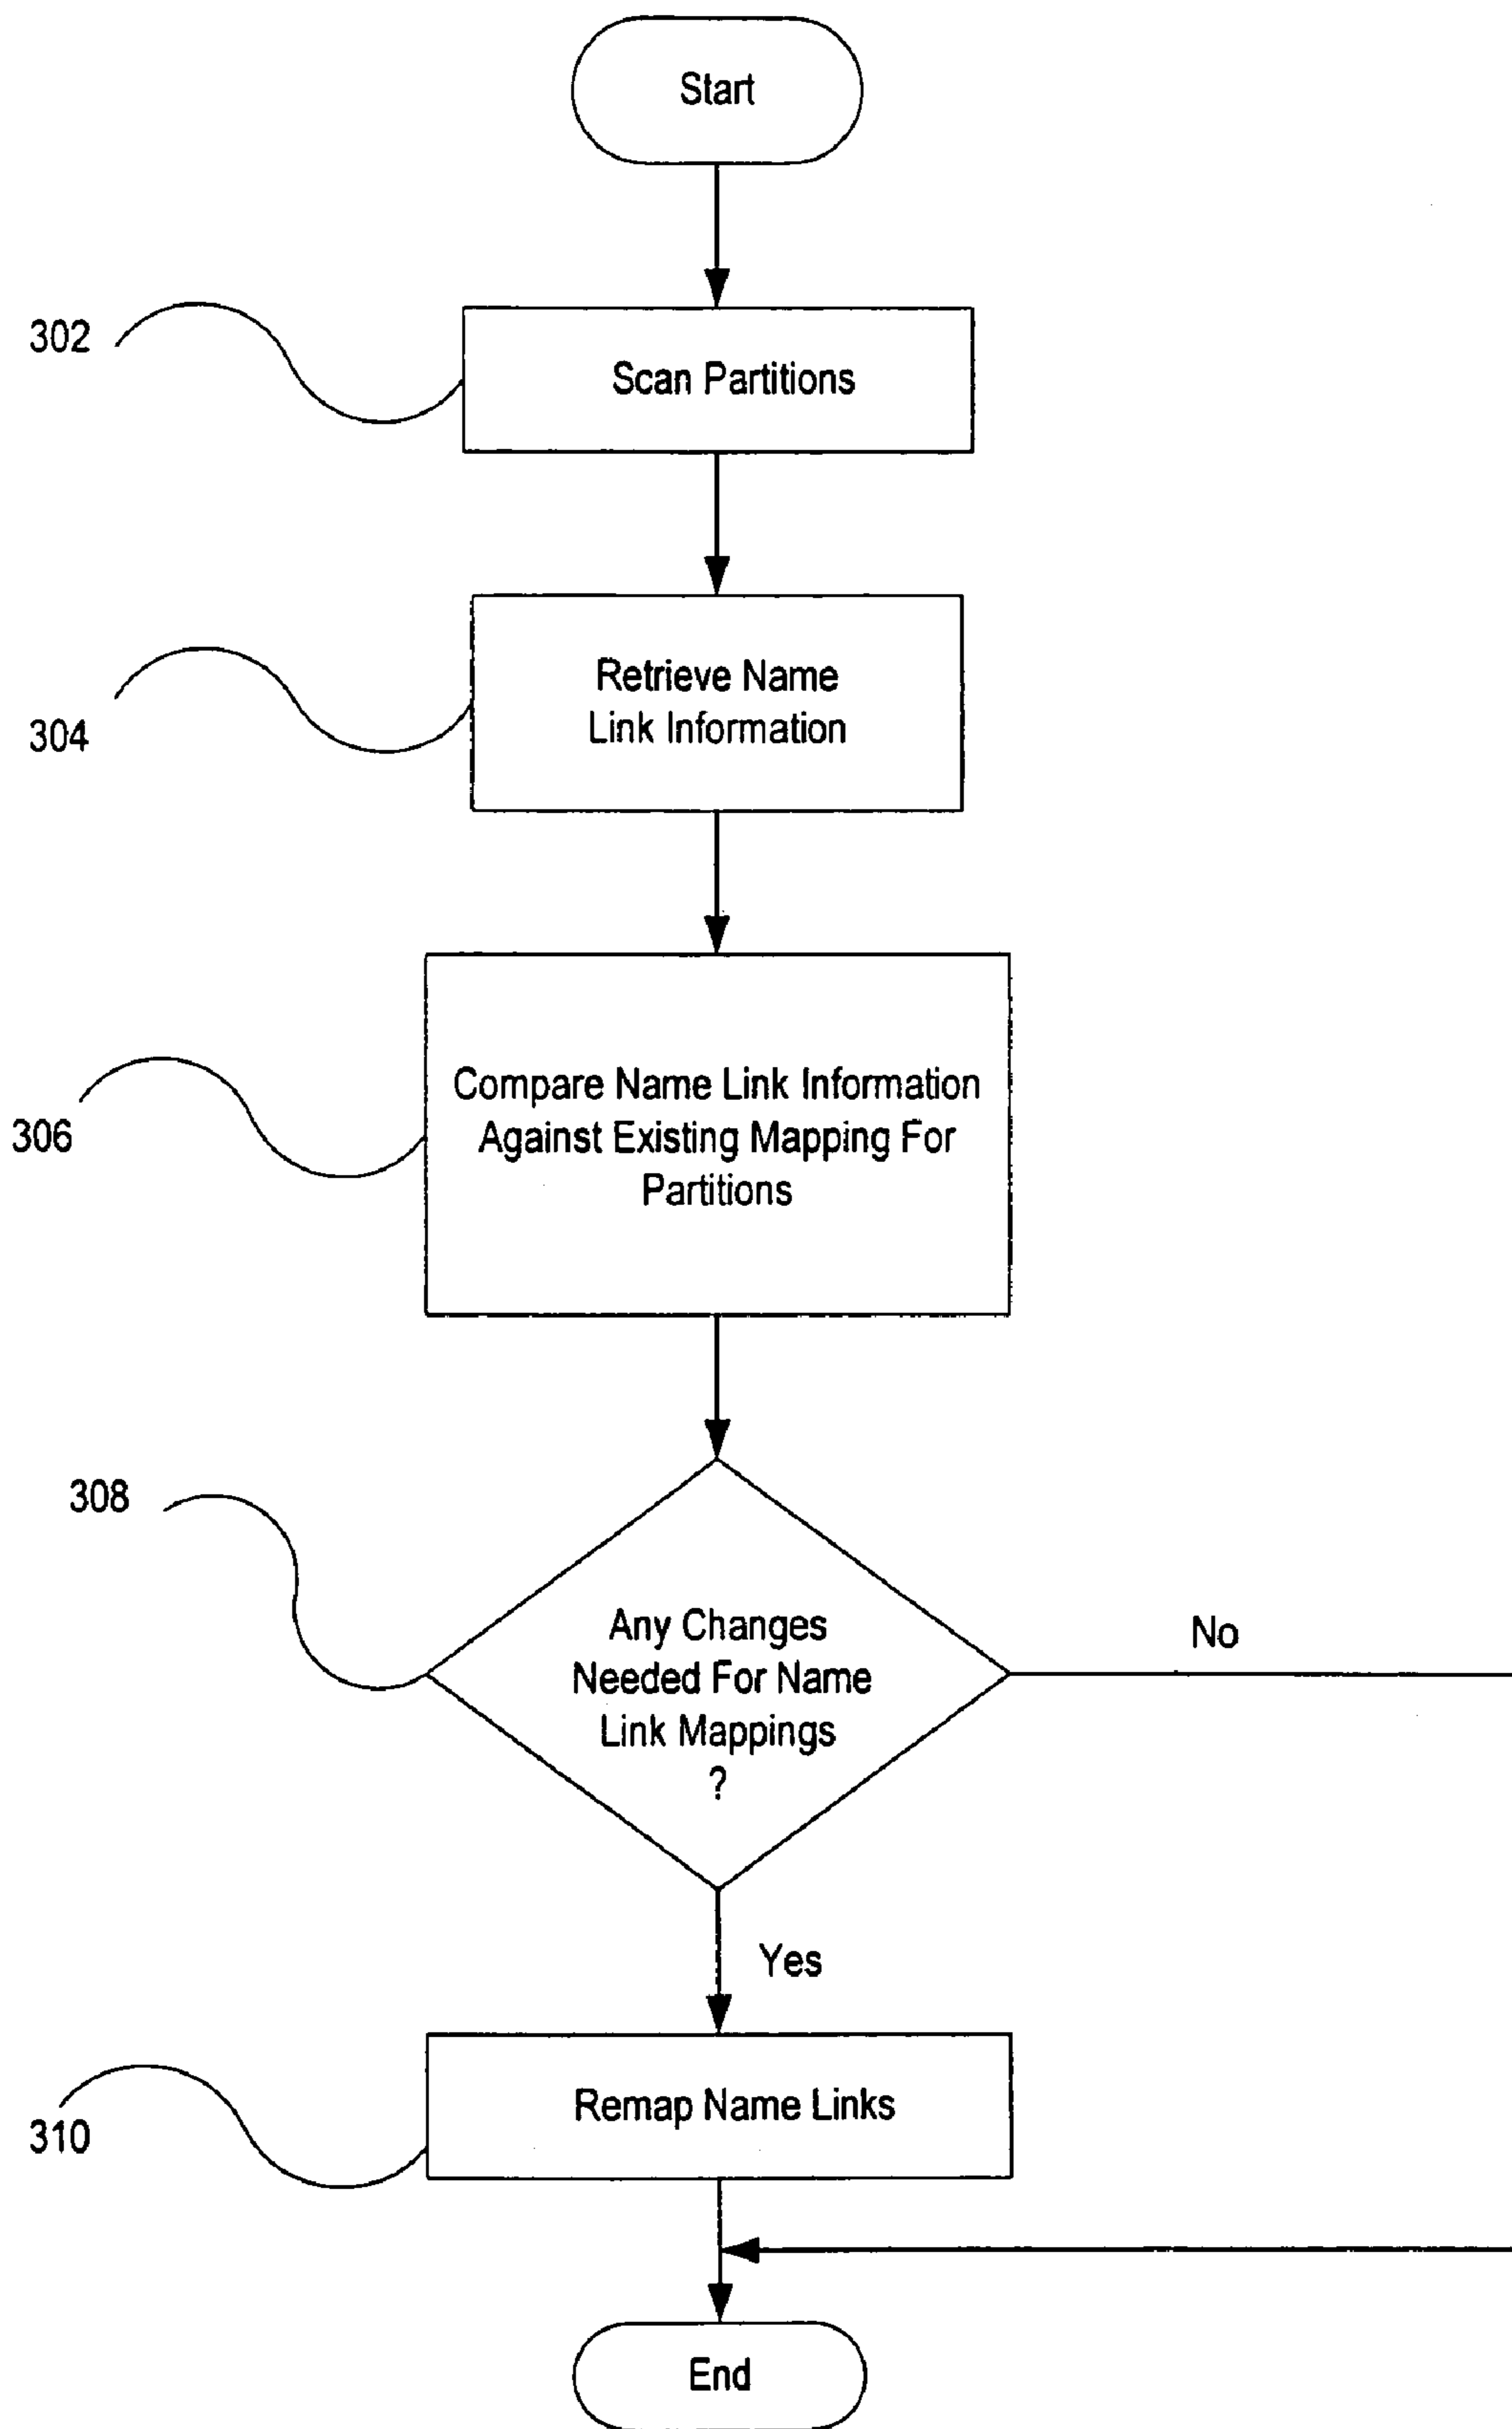 Start
302
Scan Partitions
304
Retrieve Name
Link Information
306
Compare Name Link Information
Against Existing Mapping For
Partitions
308
Any Changes
Needed For Name
Link Mappings
?
No
Yes
310
Remap Name Links
End